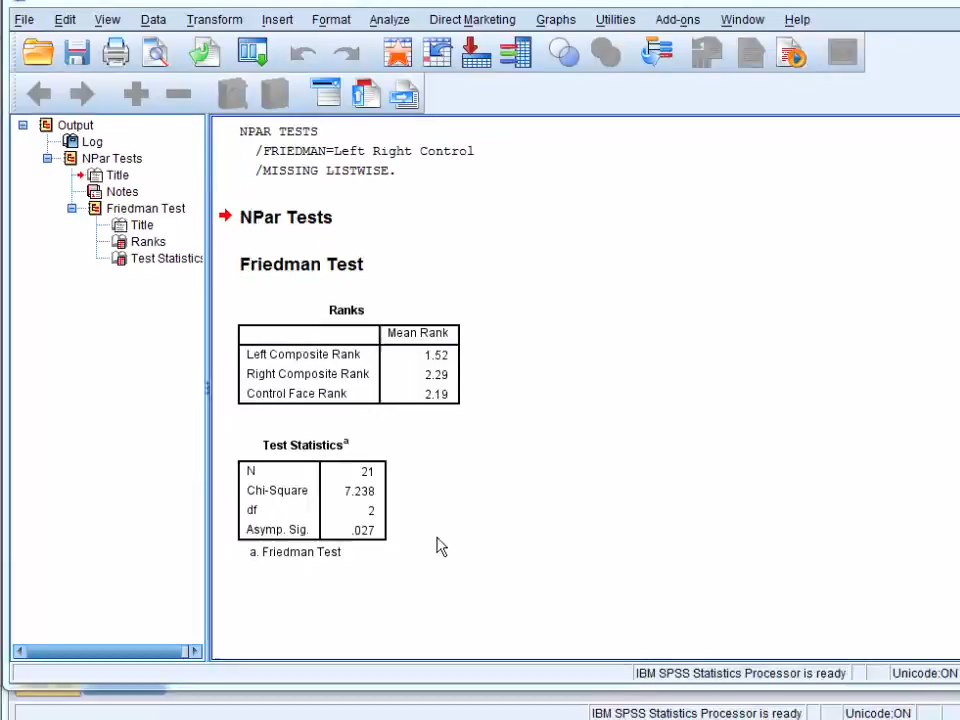 File Edit View Data Transform Insert Format Analyze Direct Marketing Graphs Utilities Add-ons Window Help
Output
Log
NPar Tests
Title
Notes
Friedman Test
Title
Ranks
Test Statistics
NPAR TESTS
/FRIEDMAN=Left Right Control
/MISSING LISTWISE.
NPar Tests
Friedman Test
Ranks
Mean Rank
Left Composite Rank 1.52
Right Composite Rank 2.29
Control Face Rank 2.19
Test Statisticsa
N 21
Chi-Square 7.238
df 2
Asymp. Sig. .027
a. Friedman Test
IBM SPSS Statistics Processor is ready Unicode:ON
IBM SPSS Statistics Processor is ready Unicode:ON